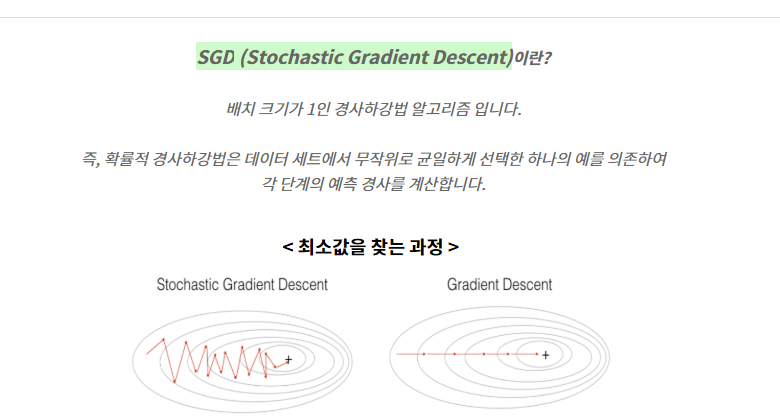 SGD (Stochastic Gradient Descent)이란?
배치 크기가 1인 경사하강법 알고리즘 입니다.
즉, 확률적 경사하강법은 데이터 세트에서 무작위로 균일하게 선택한 하나의 예를 의존하여
각 단계의 예측 경사를 계산합니다.
< 최소값을 찾는 과정 >
Stochastic Gradient Descent
Gradient Descent